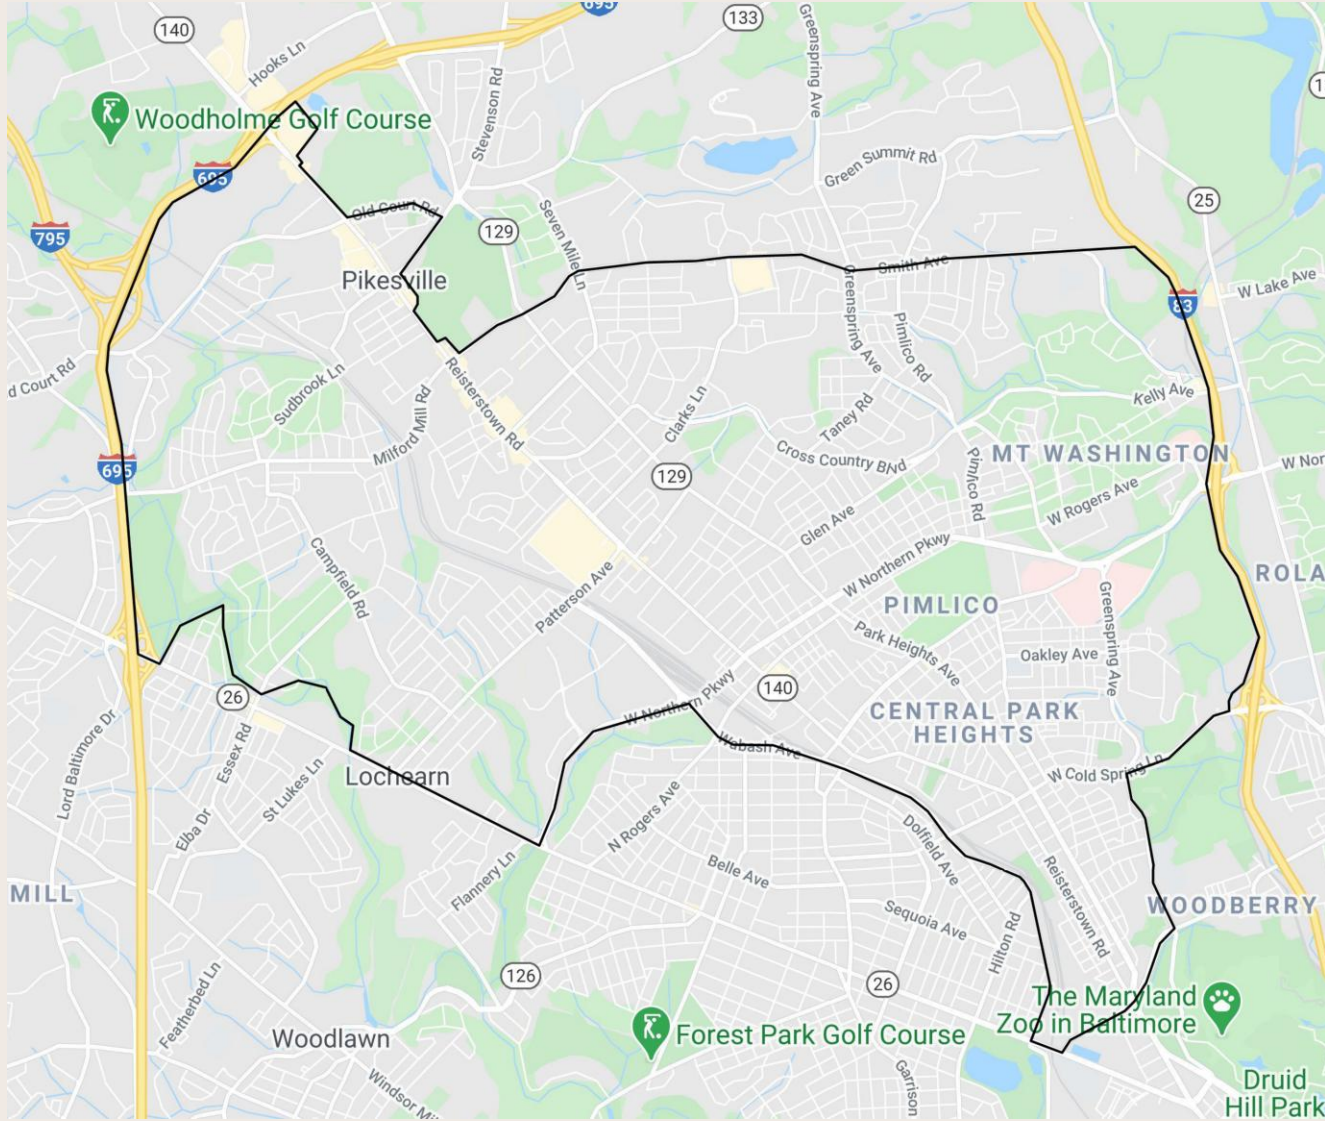 695
140
133
Hooks Ln
Greenspring Ave
Stevenson Rd
Woodholme Golf Course
Green Summit Rd
695
25
Old Court Rd
Seven Mile Ln
795
129
Smith Ave
Pikesville
W Lake Ave
83
Greenspring Ave
Pimlico Rd
d Court Rd
Sudbrook Ln
Reisterstown Rd
Milford Mill Rd
Kelly Ave
Clarks Ln
Taney Rd
MT WASHINGTON
Cross Country Blvd
695
129
W Nor
Pimlico Rd
W Rogers Ave
Glen Ave
W Northern Pkwy
Campfield Rd
Patterson Ave
ROLA
PIMLICO
Greenspring Ave
Park Heights Ave
Oakley Ave
140
26
W Northern Pkwy
CENTRAL PARK
HEIGHTS
Lord Baltimore Dr
Essex Rd
Wabash Ave
W Cold Spring Ln
Lochearn
St Lukes Ln
Elba Dr
N Rogers Ave
Dolfield Ave
Belle Ave
Flannery Ln
Reisterstown Rd
MILL
WOODBERRY
Sequoia Ave
Hilton Rd
126
26
Featherbed Ln
The Maryland
Zoo in Baltimore
Forest Park Golf Course
Woodlawn
Windsor Mi
Garrison
Druid
Hill Park